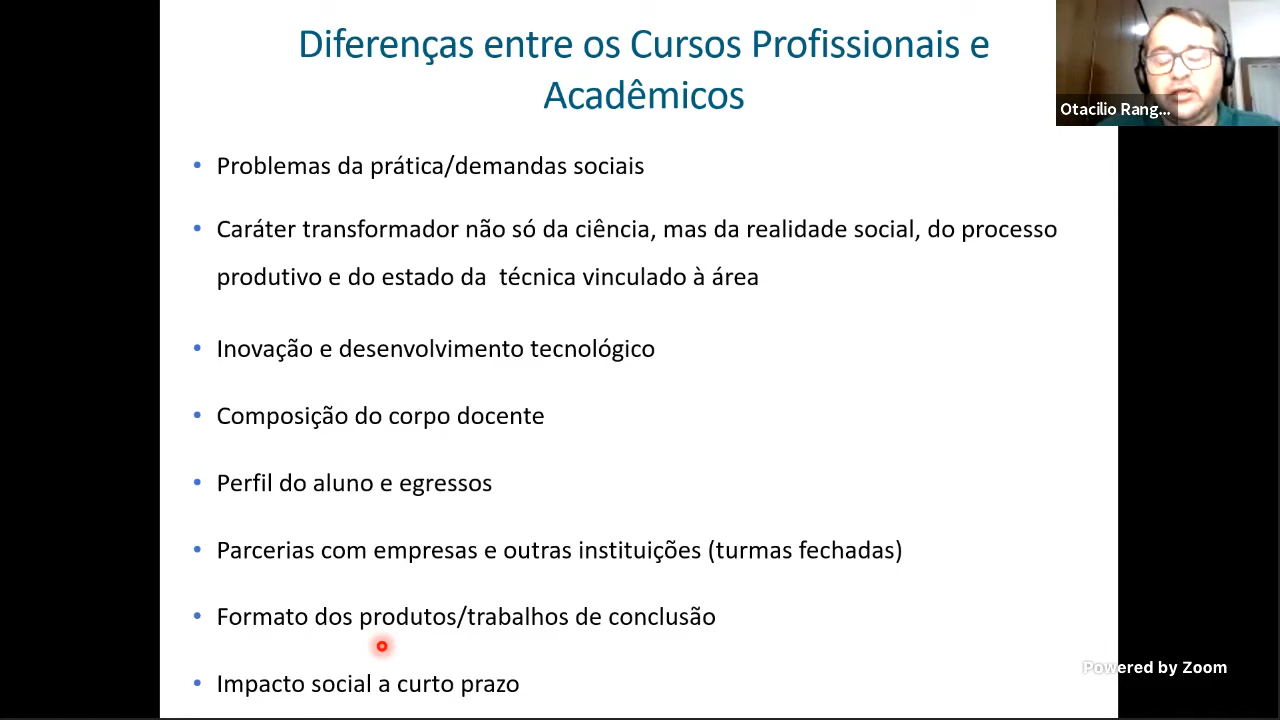 Diferenças entre os Cursos Profissionais e
Acadêmicos
Otacilio Rang...
• Problemas da prática/demandas sociais
• Caráter transformador não só da ciência, mas da realidade social, do processo
produtivo e do estado da técnica vinculado à área
• Inovação e desenvolvimento tecnológico
• Composição do corpo docente
• Perfil do aluno e egressos
• Parcerias com empresas e outras instituições (turmas fechadas)
• Formato dos produtos/trabalhos de conclusão
• Impacto social a curto prazo
Powered by Zoom